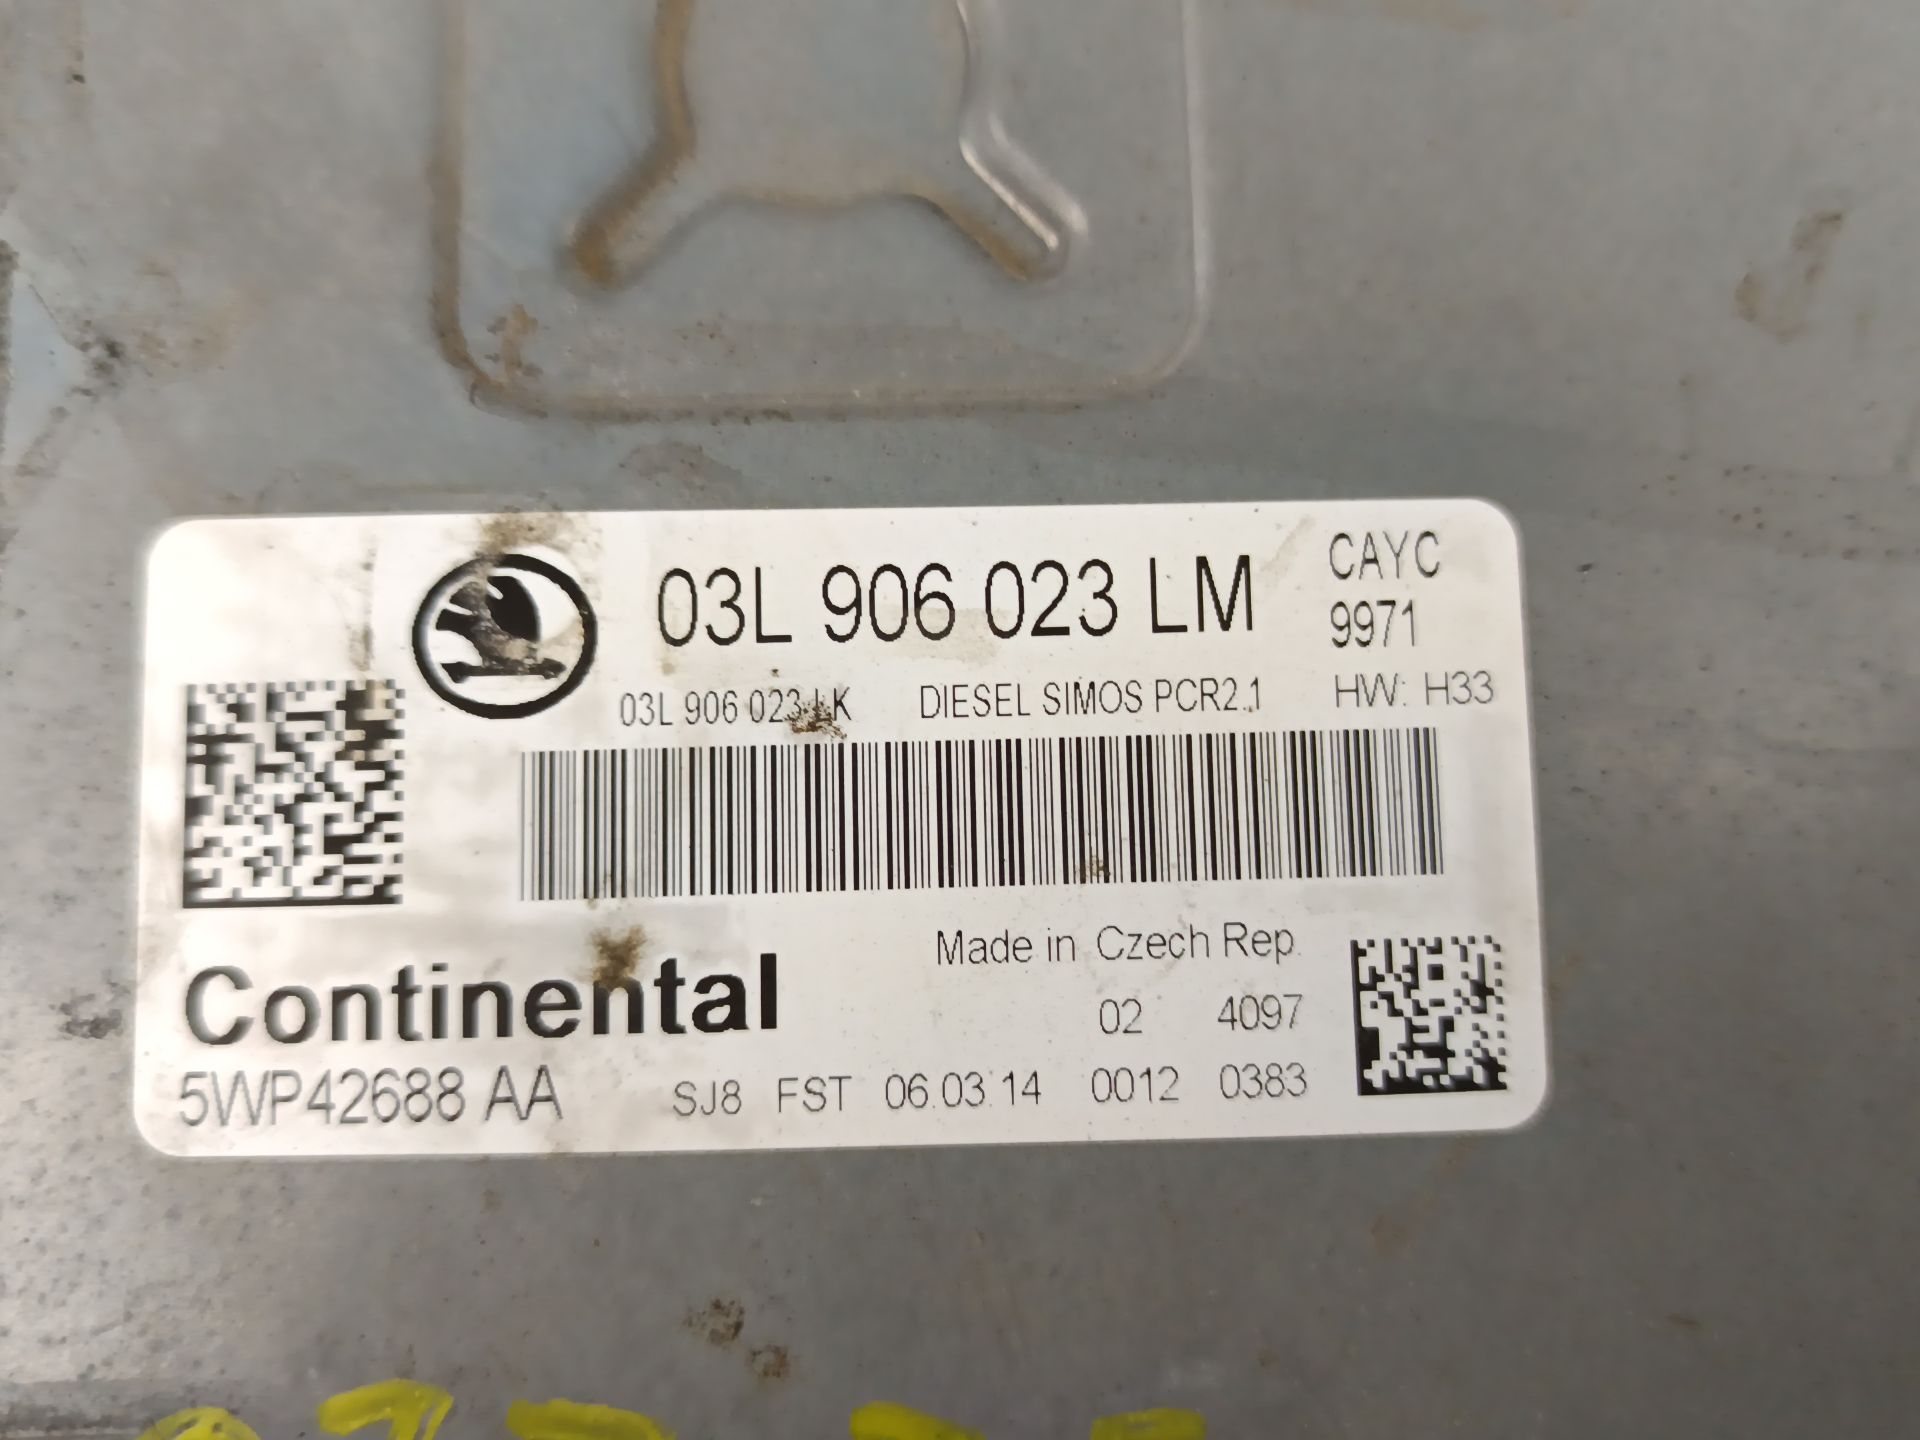 03L 906 023 LM
CAYC
9971
03L 906 023 LK DIESEL SIMOS PCR2.1 HW: H33
Made in Czech Rep.
Continental
02 4097
5WP42688 AA SJ8 FST 06.03.14 0012 0383